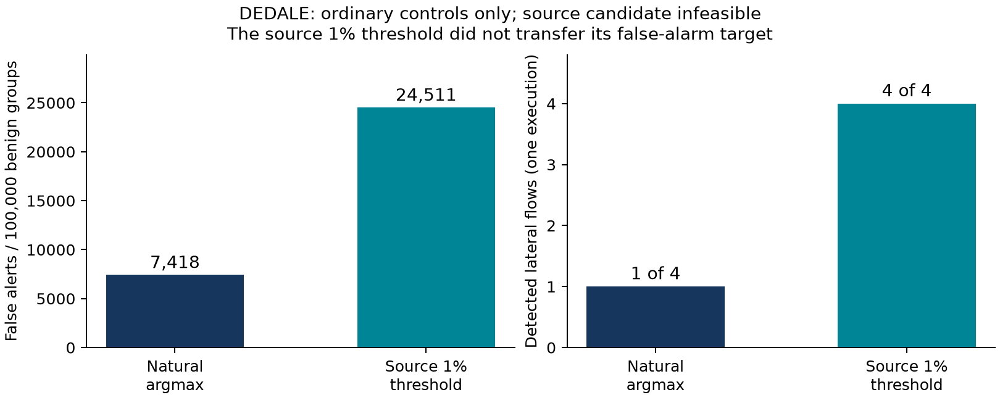 DEDALE: ordinary controls only; source candidate infeasible
The source 1% threshold did not transfer its false-alarm target
False alerts / 100,000 benign groups
25000
20000
15000
10000
5000
0
7,418
24,511
Natural
argmax
Source 1%
threshold
Detected lateral flows (one execution)
4
3
2
1
0
1 of 4
4 of 4
Natural
argmax
Source 1%
threshold